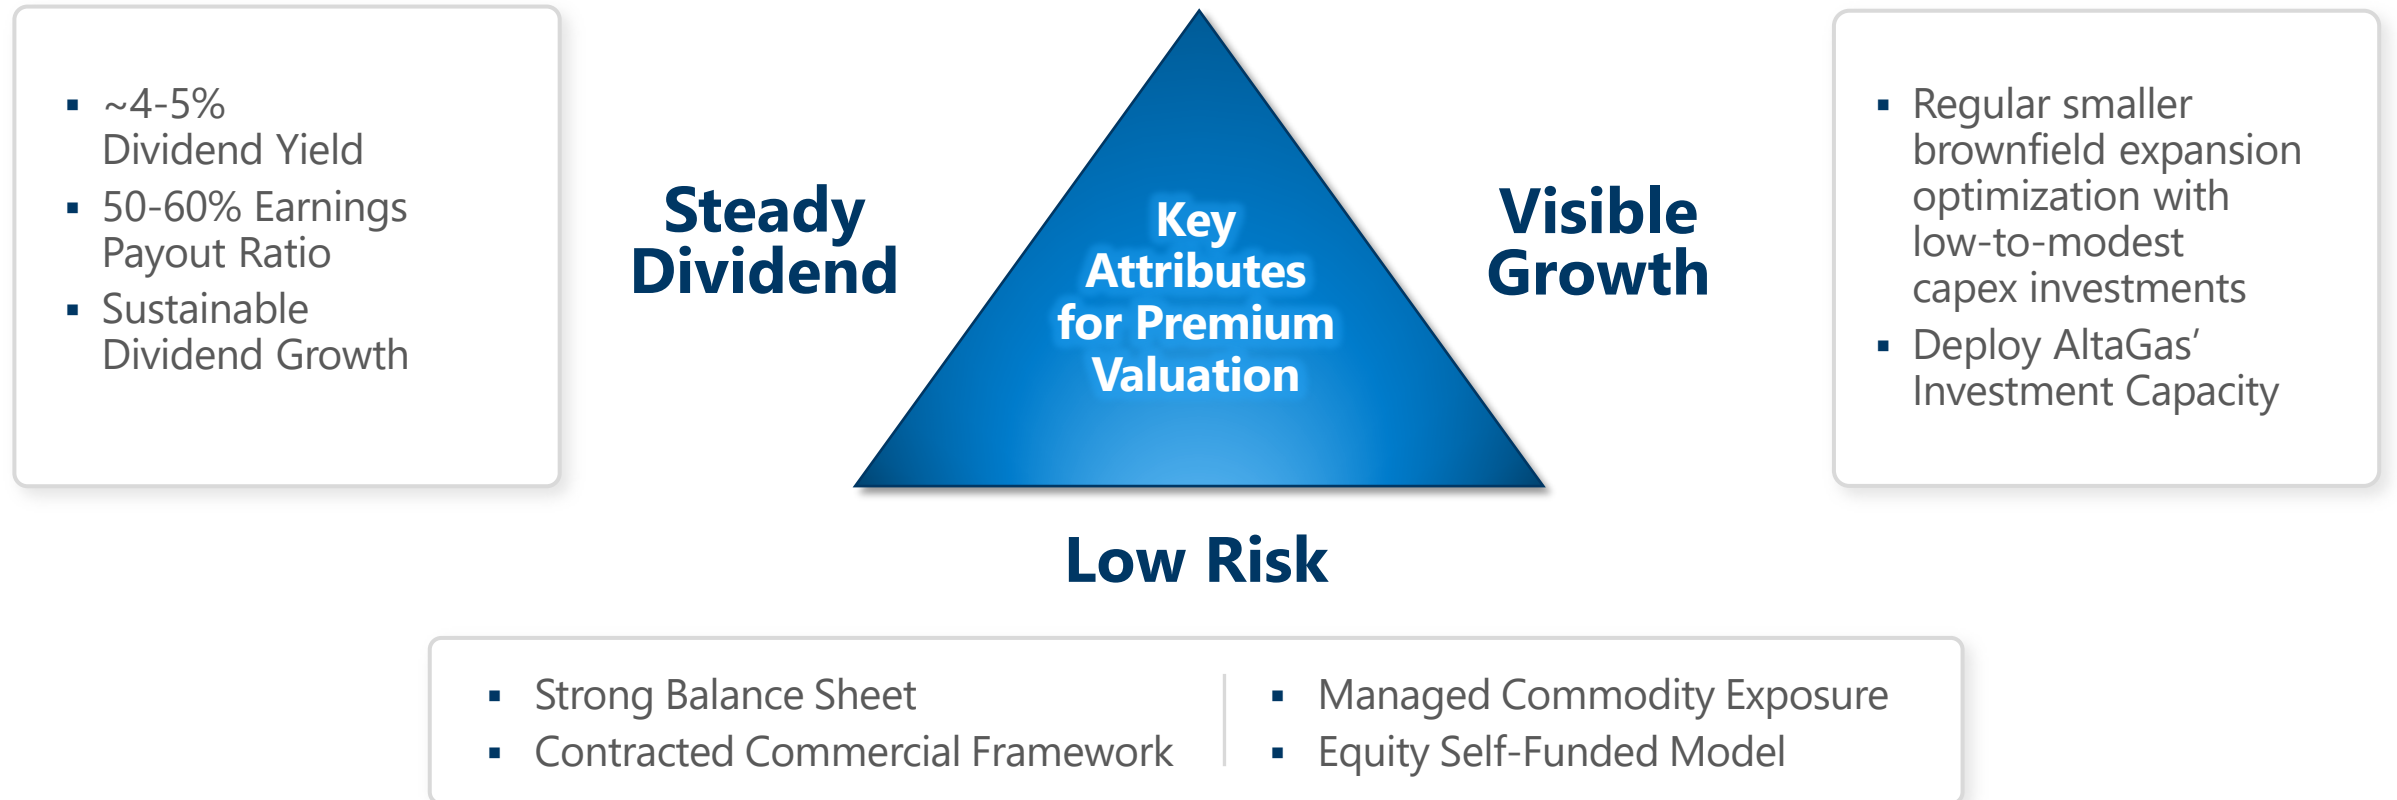 ~4-5%
Dividend Yield
50-60% Earnings
Payout Ratio
Sustainable
Dividend Growth
Steady
Dividend
Key
Attributes
for Premium
Valuation
Visible
Growth
Regular smaller
brownfield expansion
optimization with
low-to-modest
capex investments
Deploy AltaGas’
Investment Capacity
Low Risk
Strong Balance Sheet
Contracted Commercial Framework
Managed Commodity Exposure
Equity Self-Funded Model